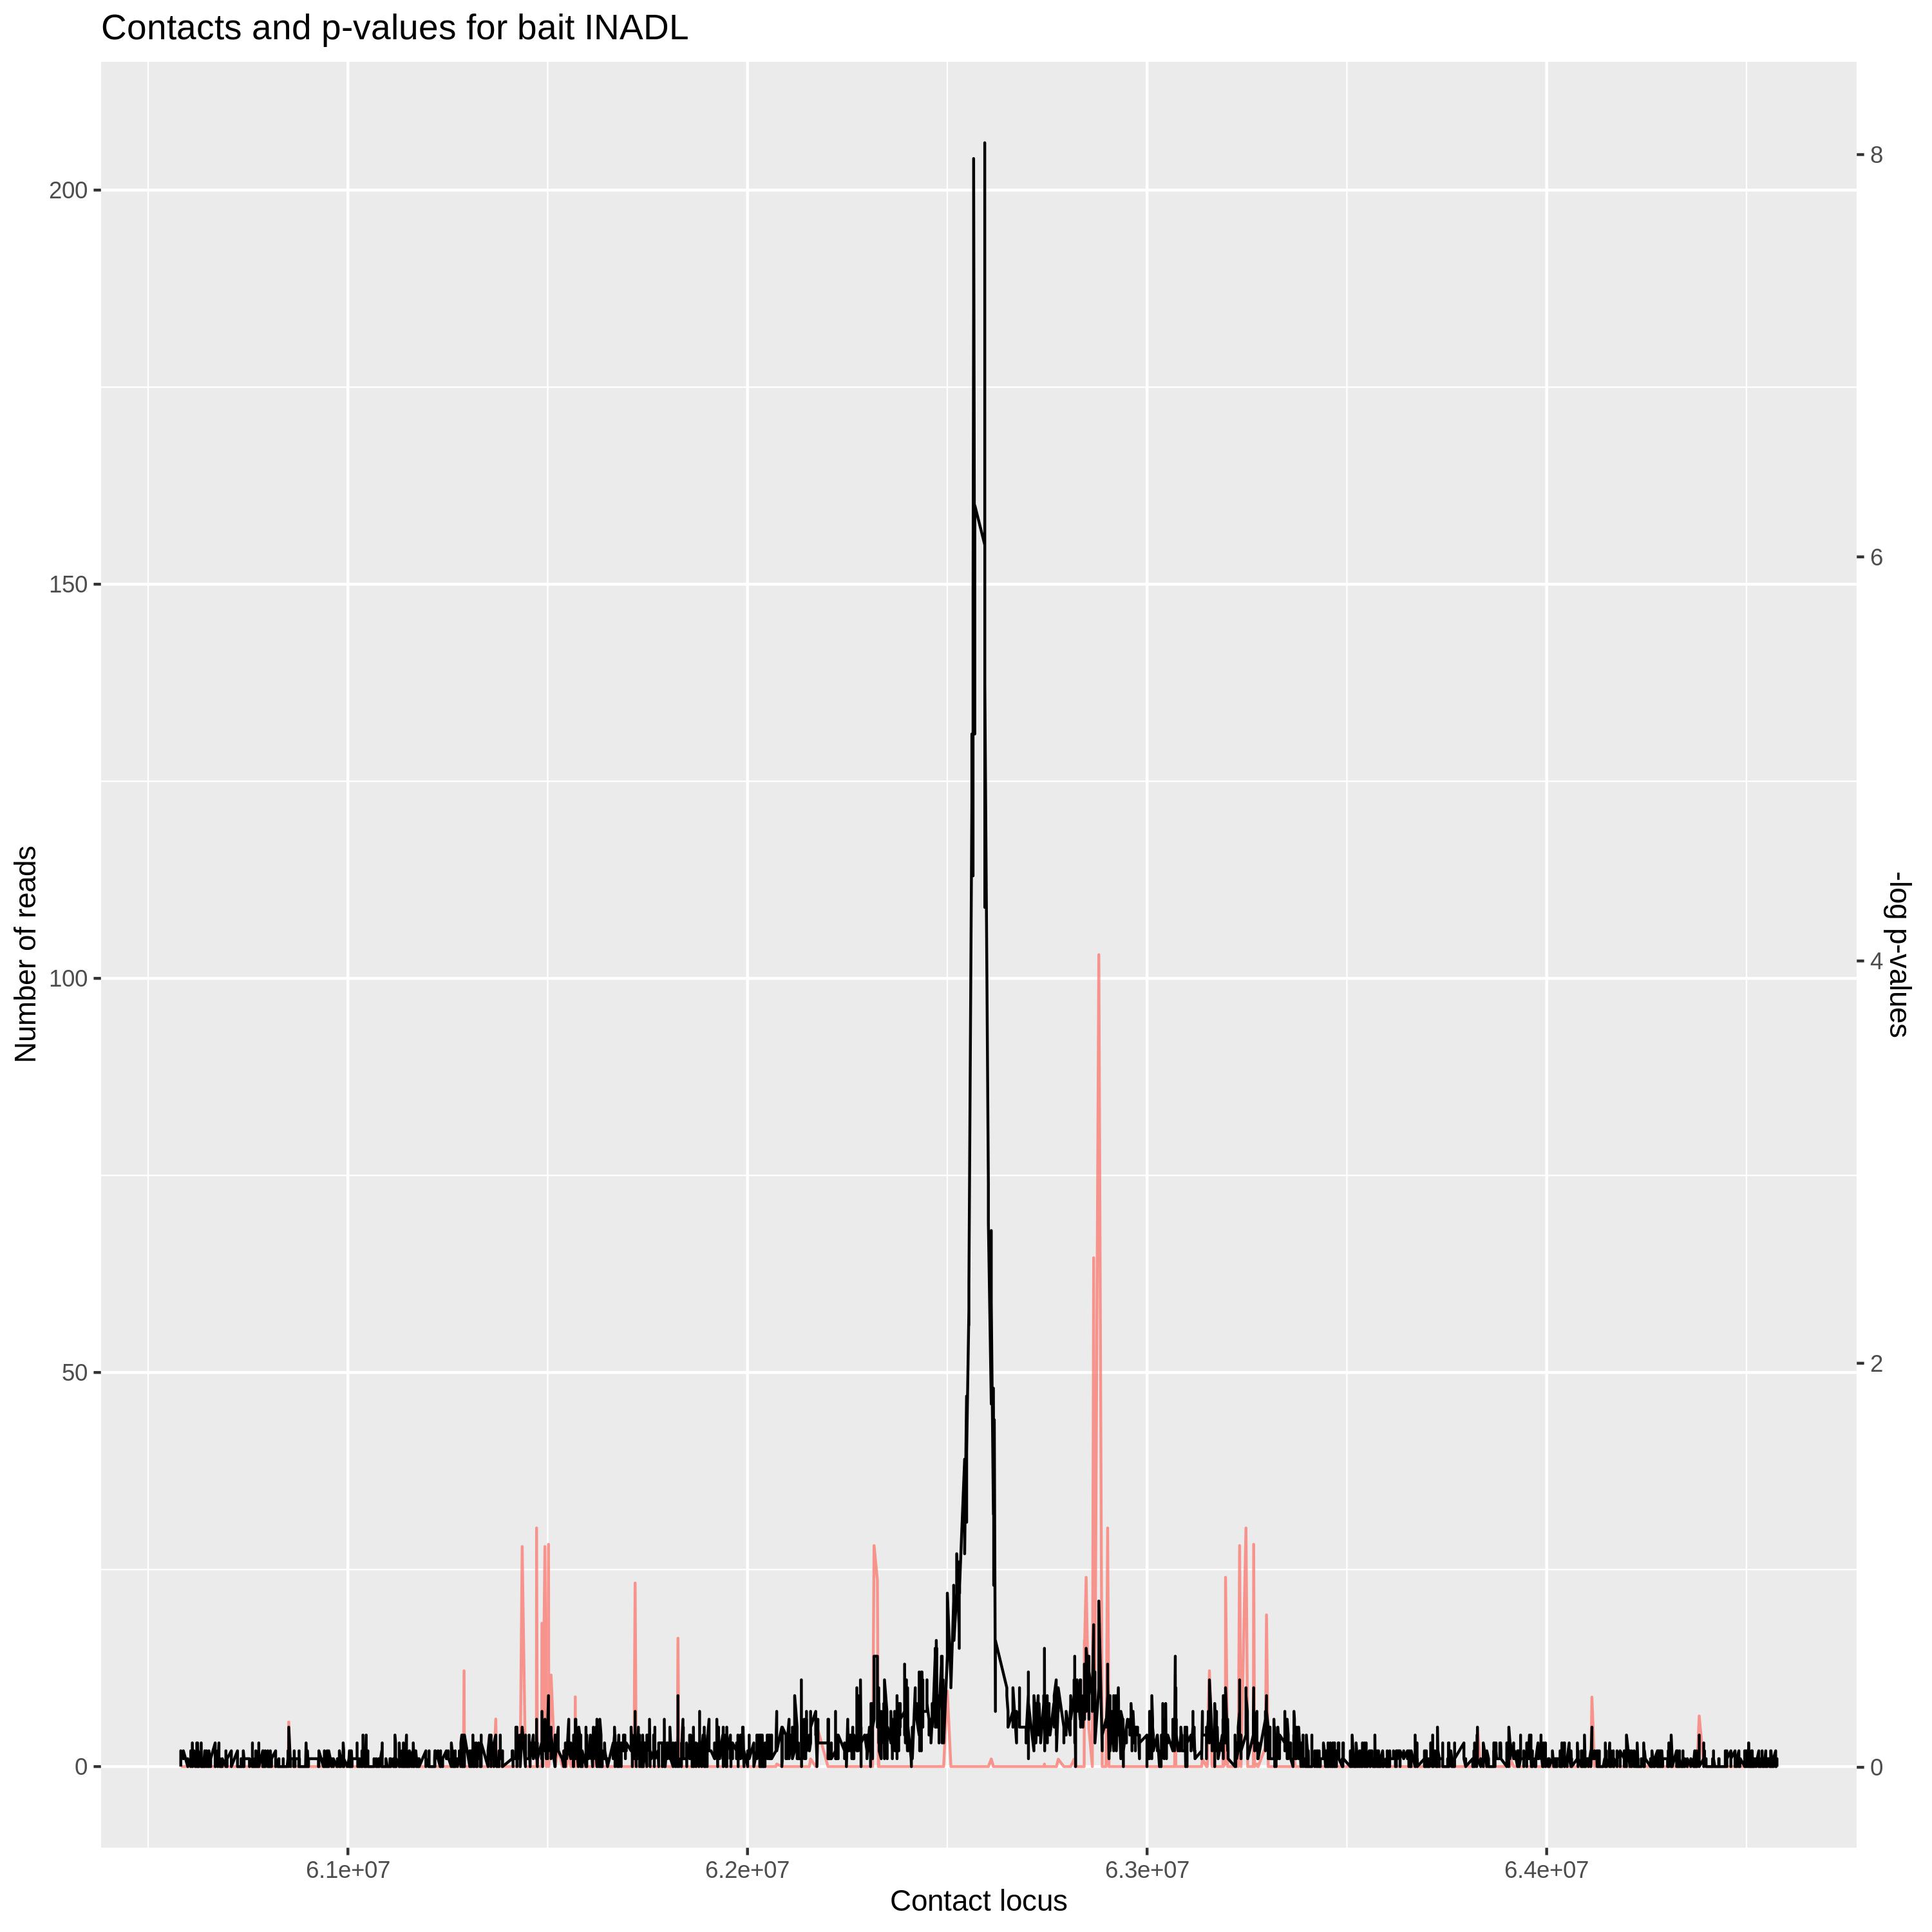 Contacts and p-values for bait INADL
200
150
100
50
0
Number of reads
8
6
4
2
0
-log p-values
6.1e+07
6.2e+07
6.3e+07
6.4e+07
Contact locus